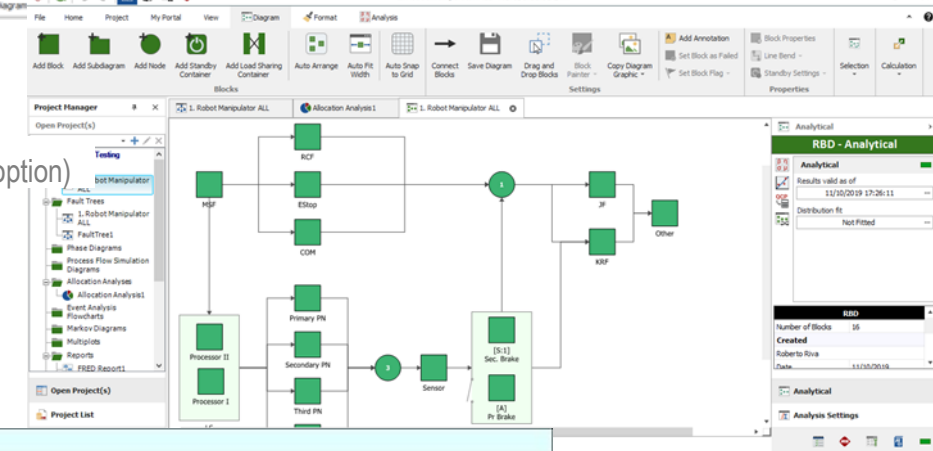 Diagram
File Home Project My Portal View Diagram Format Analysis
Add Block Add Subdiagram Add Node Add Standby Container Add Load Sharing Container Auto Arrange Auto Fit Width Auto Snap to Grid Connect Blocks Save Diagram Drag and Drop Blocks Block Painter Copy Diagram Graphic
Add Annotation
Set Block as Failed
Set Block Flag
Block Properties
Line Bend
Standby Settings
Selection Calculation
Blocks Settings Properties
Project Manager
Open Project(s)
option)
Testing
bot Manipulator
ALL
Fault Trees
1. Robot Manipulator
ALL
FaultTree1
Phase Diagrams
Process Flow Simulation
Diagrams
Allocation Analyses
Allocation Analysis1
Event Analysis
Flowcharts
Markov Diagrams
Multiplots
Reports
FRED Report1
Open Project(s)
Project List
1. Robot Manipulator ALL Allocation Analysis1 1. Robot Manipulator ALL
RCF
MSF
EStop
COM
1
JF
KRF
Other
Processor II
Processor I
Primary PN
Secondary PN
Third PN
3
Sensor
[S:1]
Sec. Brake
[A]
Pr Brake
Analytical
RBD - Analytical
Analytical
Results valid as of
11/10/2019 17:26:11
Distribution fit
Not Fitted
QCP
RBD
Number of Blocks 16
Created
Roberto Riva
Date 11/10/2019
Analytical
Analysis Settings